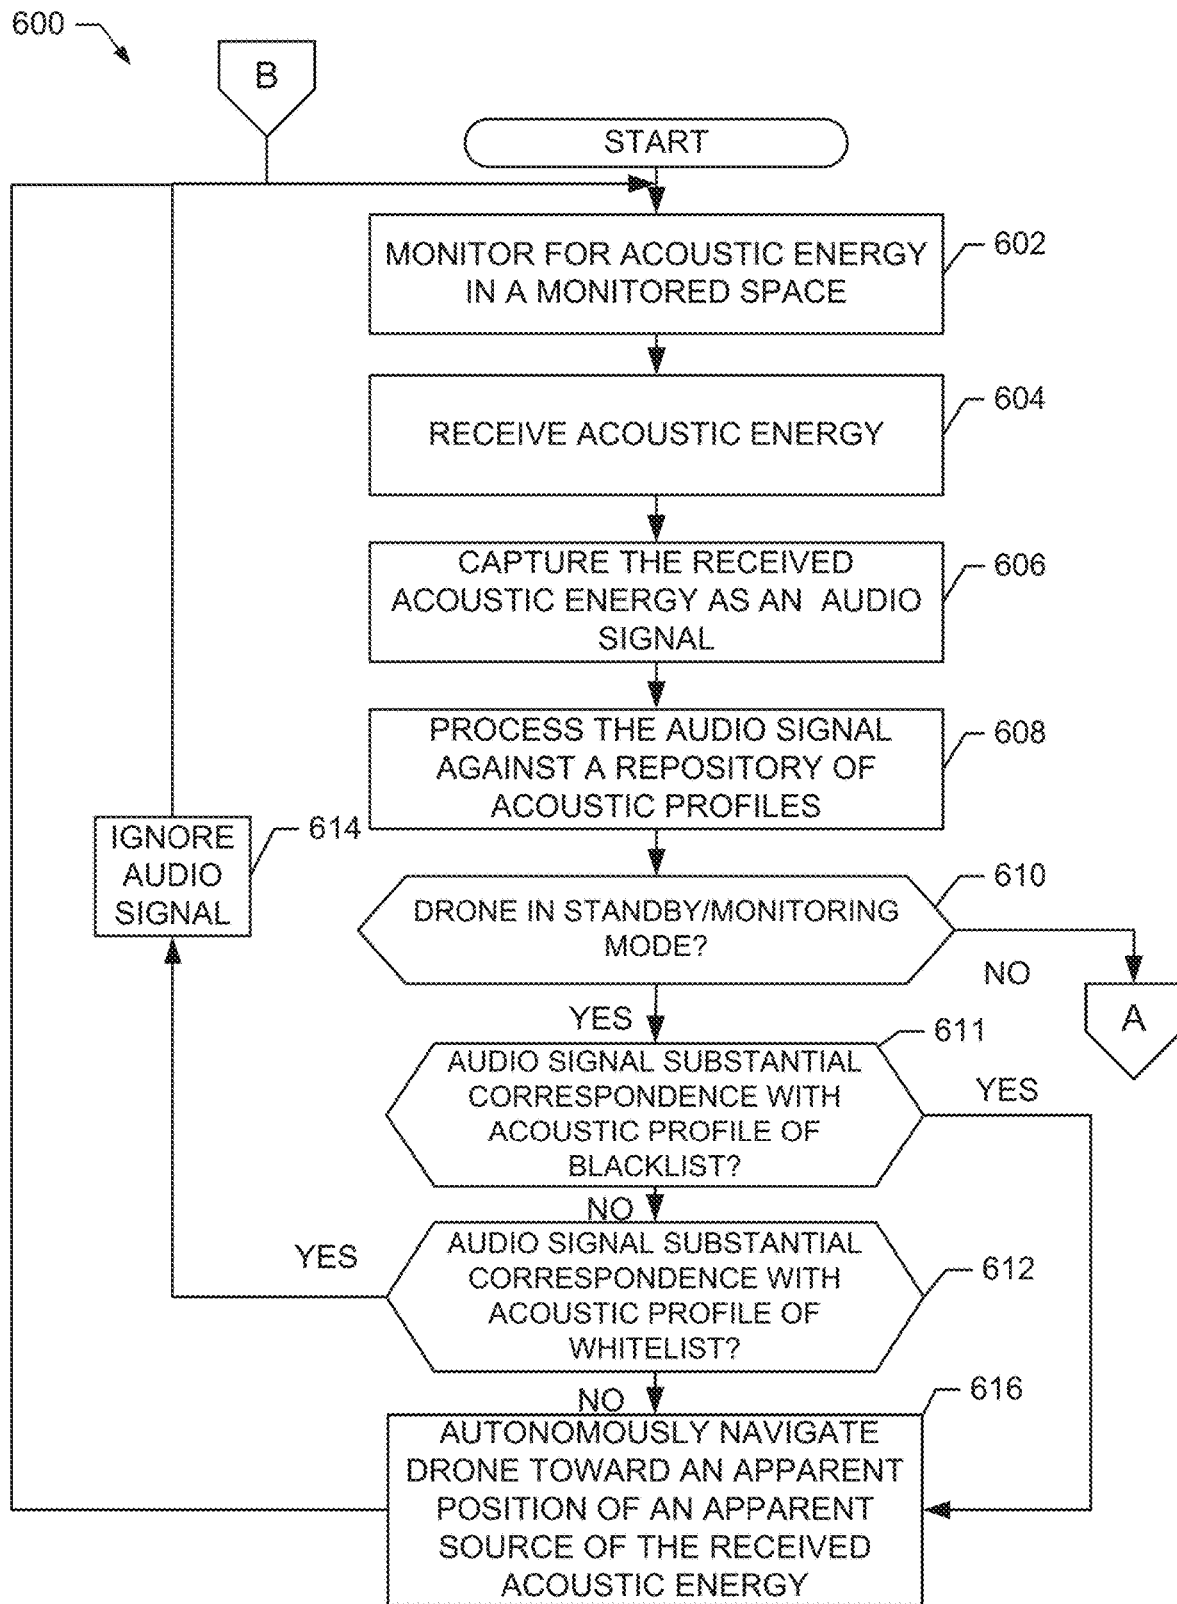 600
B
START
MONITOR FOR ACOUSTIC ENERGY
IN A MONITORED SPACE
602
RECEIVE ACOUSTIC ENERGY
604
CAPTURE THE RECEIVED
ACOUSTIC ENERGY AS AN AUDIO
SIGNAL
606
PROCESS THE AUDIO SIGNAL
AGAINST A REPOSITORY OF
ACOUSTIC PROFILES
608
IGNORE
AUDIO
SIGNAL
614
DRONE IN STANDBY/MONITORING
MODE?
610
NO
A
YES
AUDIO SIGNAL SUBSTANTIAL
CORRESPONDENCE WITH
ACOUSTIC PROFILE OF
BLACKLIST?
611
YES
NO
AUDIO SIGNAL SUBSTANTIAL
CORRESPONDENCE WITH
ACOUSTIC PROFILE OF
WHITELIST?
YES
612
NO
AUTONOMOUSLY NAVIGATE
DRONE TOWARD AN APPARENT
POSITION OF AN APPARENT
SOURCE OF THE RECEIVED
ACOUSTIC ENERGY
616